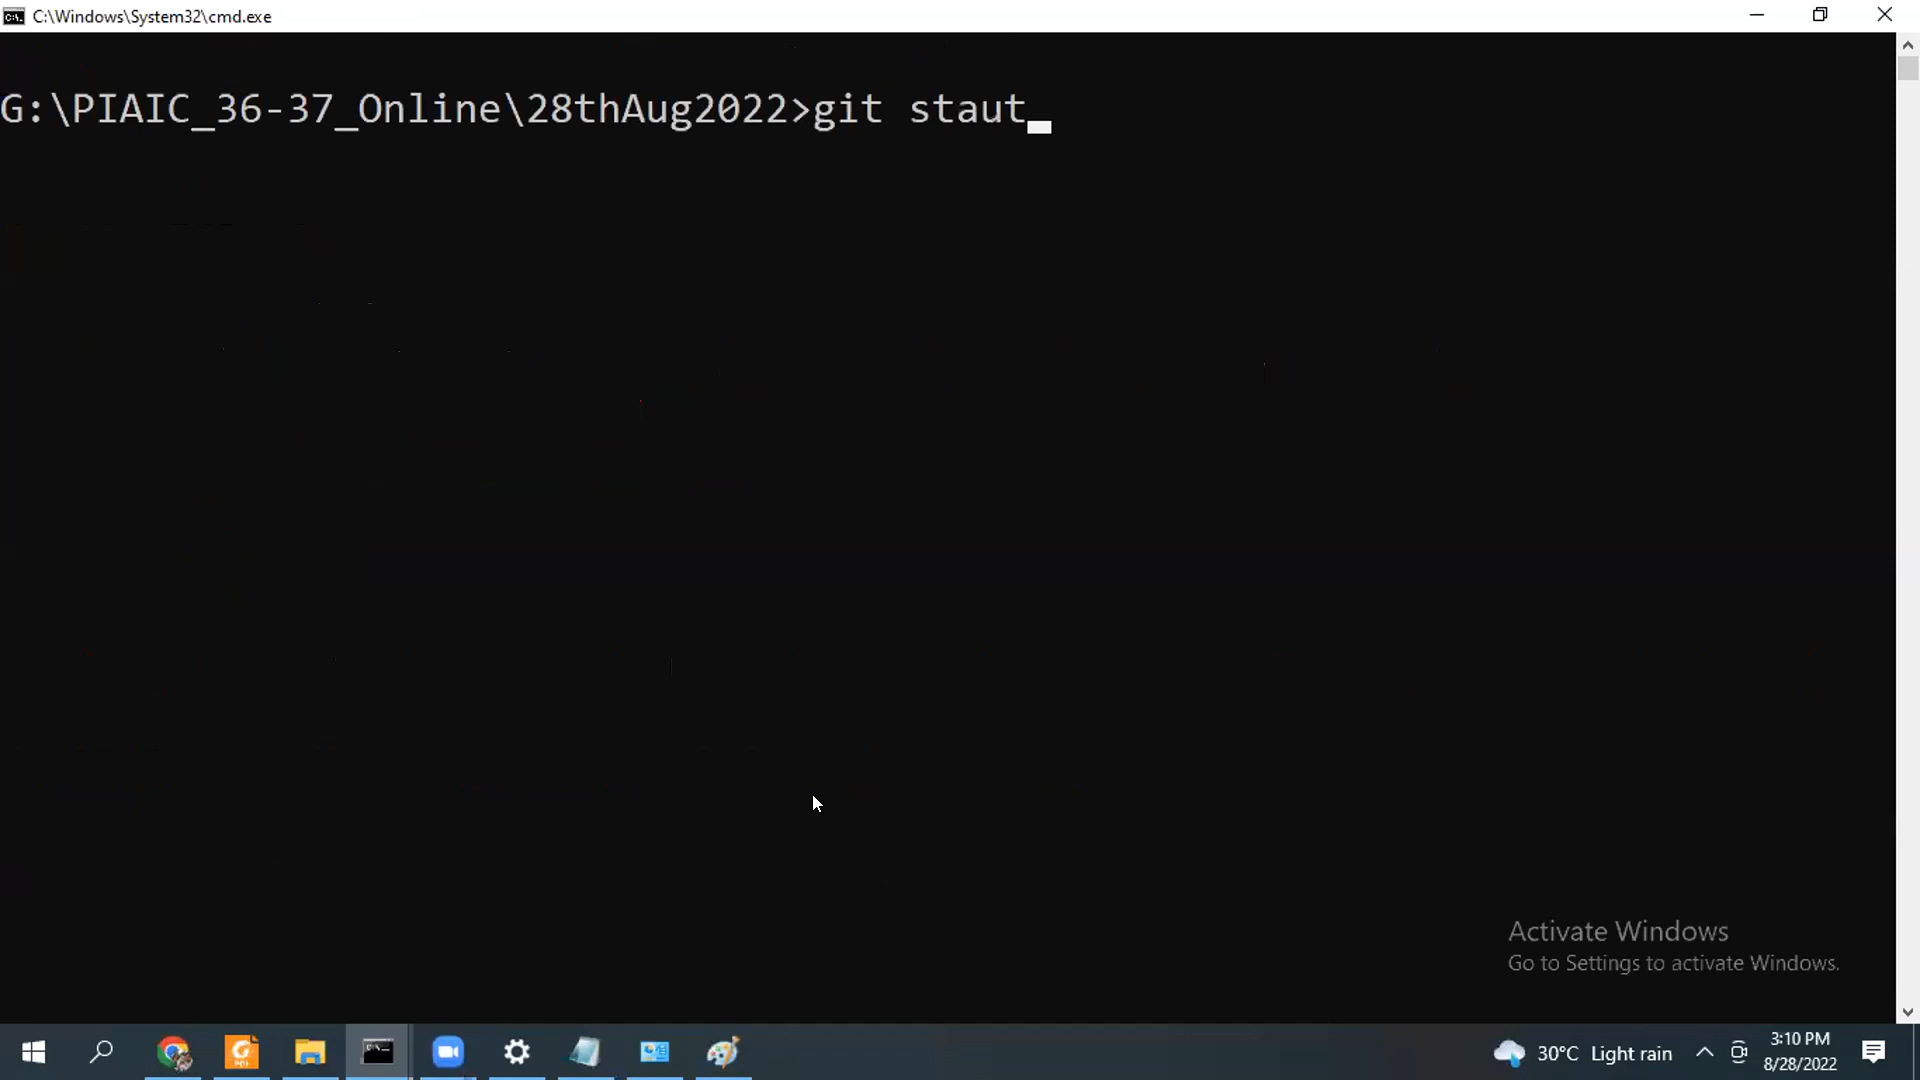 C:\Windows\System32\cmd.exe
G:\PIAIC_36-37_Online\28thAug2022>git staut
Activate Windows
Go to Settings to activate Windows.
30°C Light rain
3:10 PM
8/28/2022